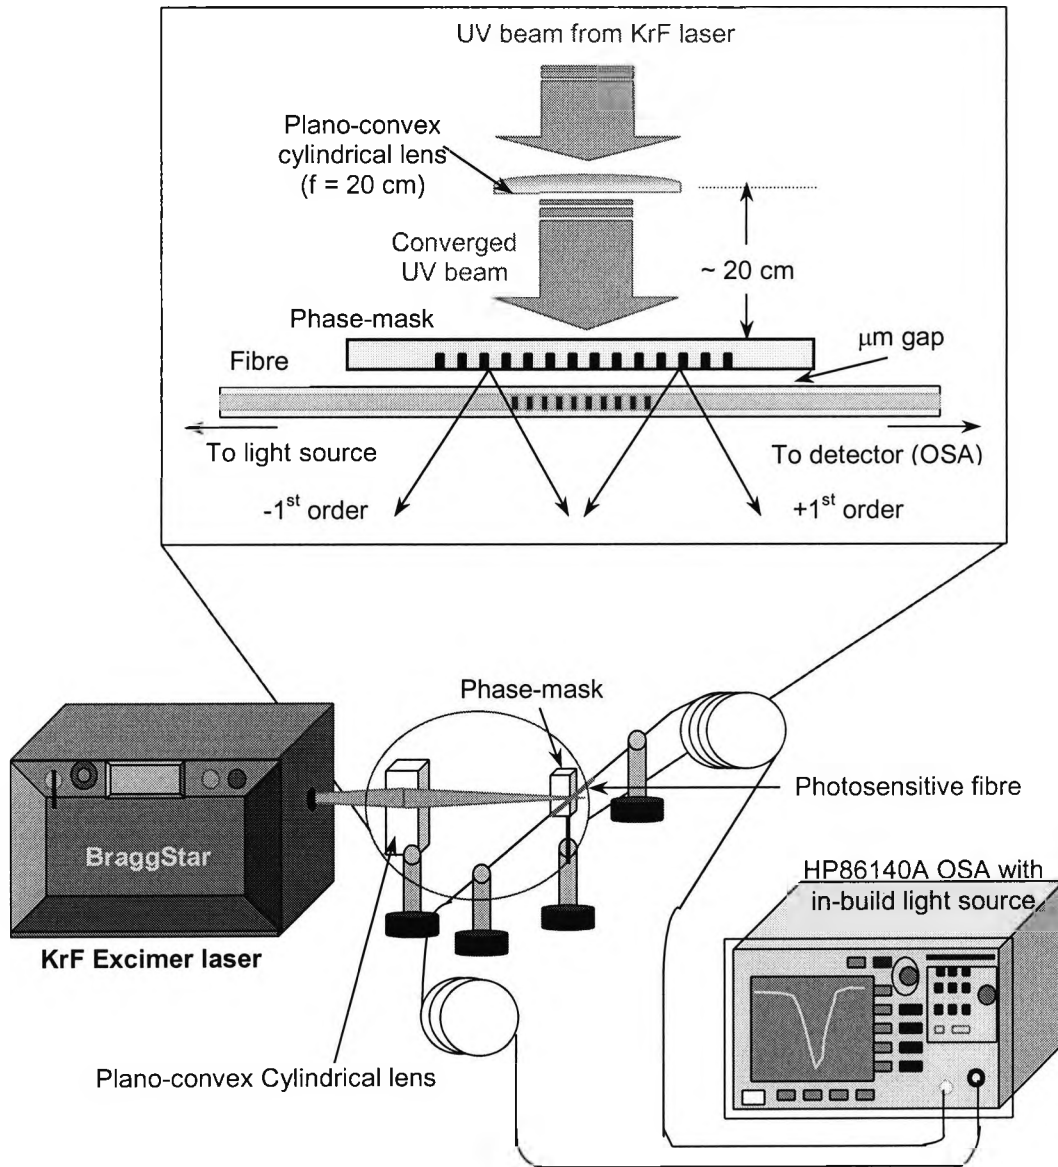 UV beam from KrF laser
Plano-convex
cylindrical lens
(f = 20 cm)
Converged
UV beam
~ 20 cm
Phase-mask
μm gap
Fibre
To light source
To detector (OSA)
-1st order
+1st order
Phase-mask
Photosensitive fibre
BraggStar
HP86140A OSA with
in-build light source
KrF Excimer laser
Plano-convex Cylindrical lens